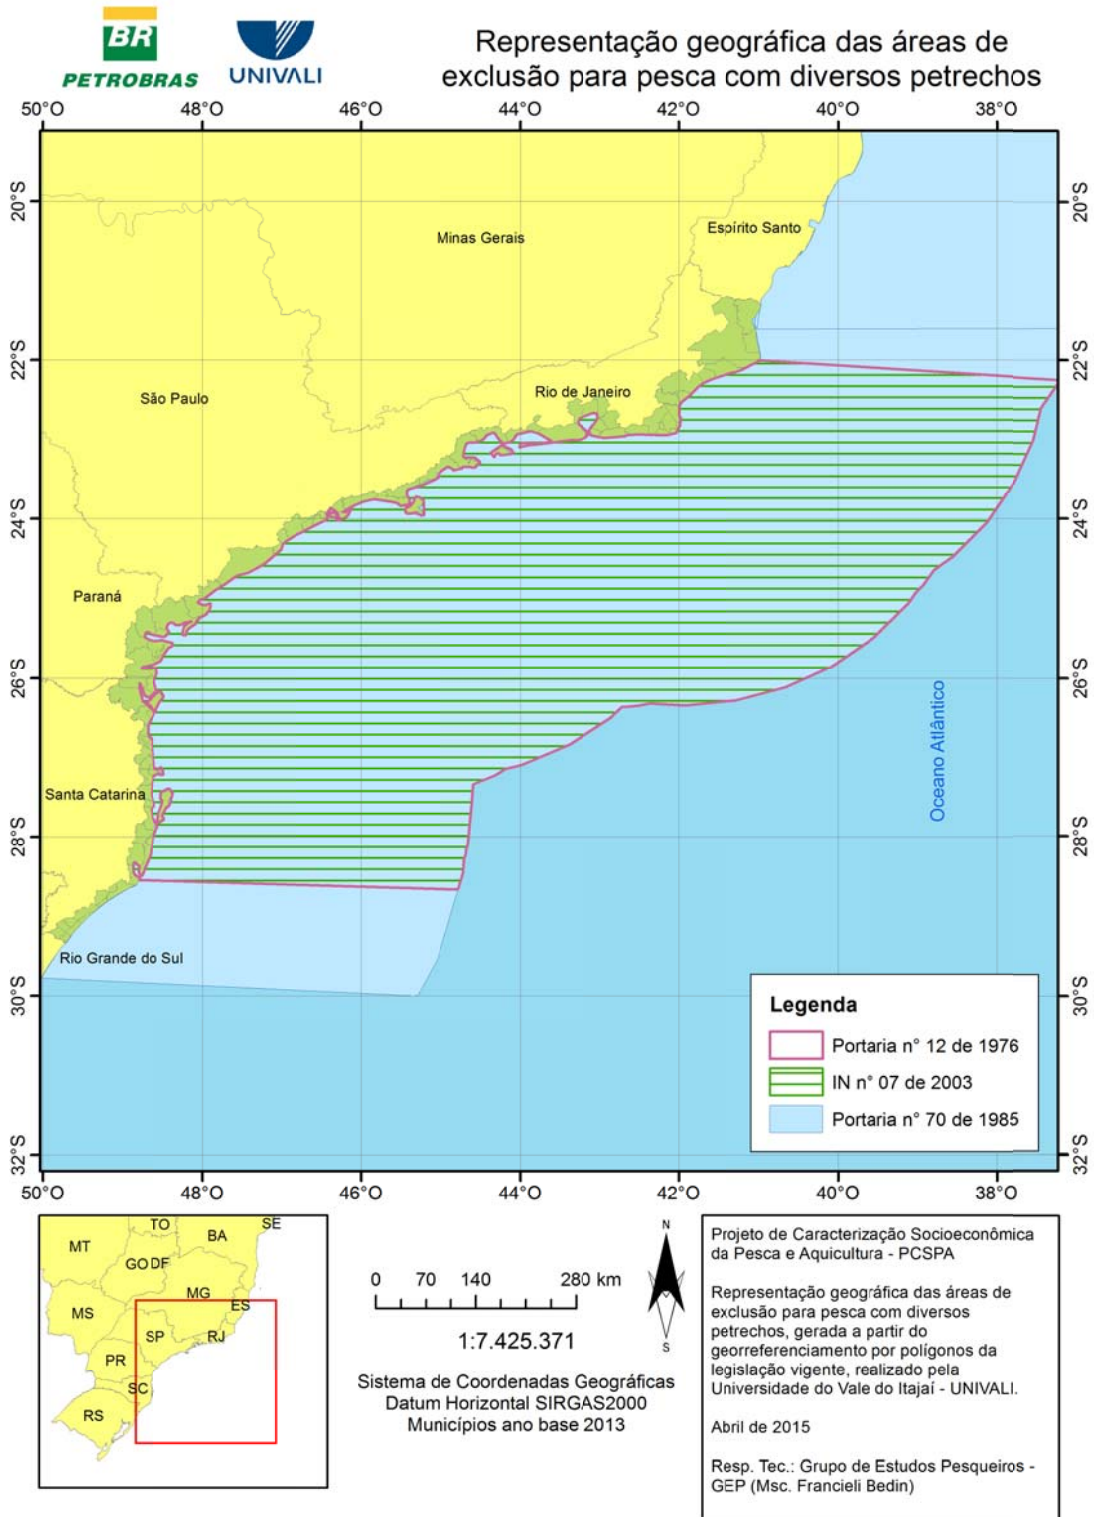 BR
PETROBRAS
UNIVALI
Representação geográfica das áreas de
exclusão para pesca com diversos petrechos
50°O 48°O 46°O 44°O 42°O 40°O 38°O
20°S 20°S
22°S 22°S
24°S 24°S
26°S 26°S
28°S 28°S
30°S 30°S
32°S 32°S
Minas Gerais
Espírito Santo
São Paulo
Rio de Janeiro
Paraná
Santa Catarina
Rio Grande do Sul
Oceano Atlântico
Legenda
Portaria n° 12 de 1976
IN n° 07 de 2003
Portaria n° 70 de 1985
50°O 48°O 46°O 44°O 42°O 40°O 38°O
TO SE
MT BA
GO DF
MG
MS ES
SP RJ
PR
SC
RS
N
S
0 70 140 280 km
1:7.425.371
Sistema de Coordenadas Geográficas
Datum Horizontal SIRGAS2000
Municípios ano base 2013
Projeto de Caracterização Socioeconômica
da Pesca e Aquicultura - PCSPA
Representação geográfica das áreas de
exclusão para pesca com diversos
petrechos, gerada a partir do
georreferenciamento por polígonos da
legislação vigente, realizado pela
Universidade do Vale do Itajaí - UNIVALI.
Abril de 2015
Resp. Tec.: Grupo de Estudos Pesqueiros -
GEP (Msc. Francieli Bedin)